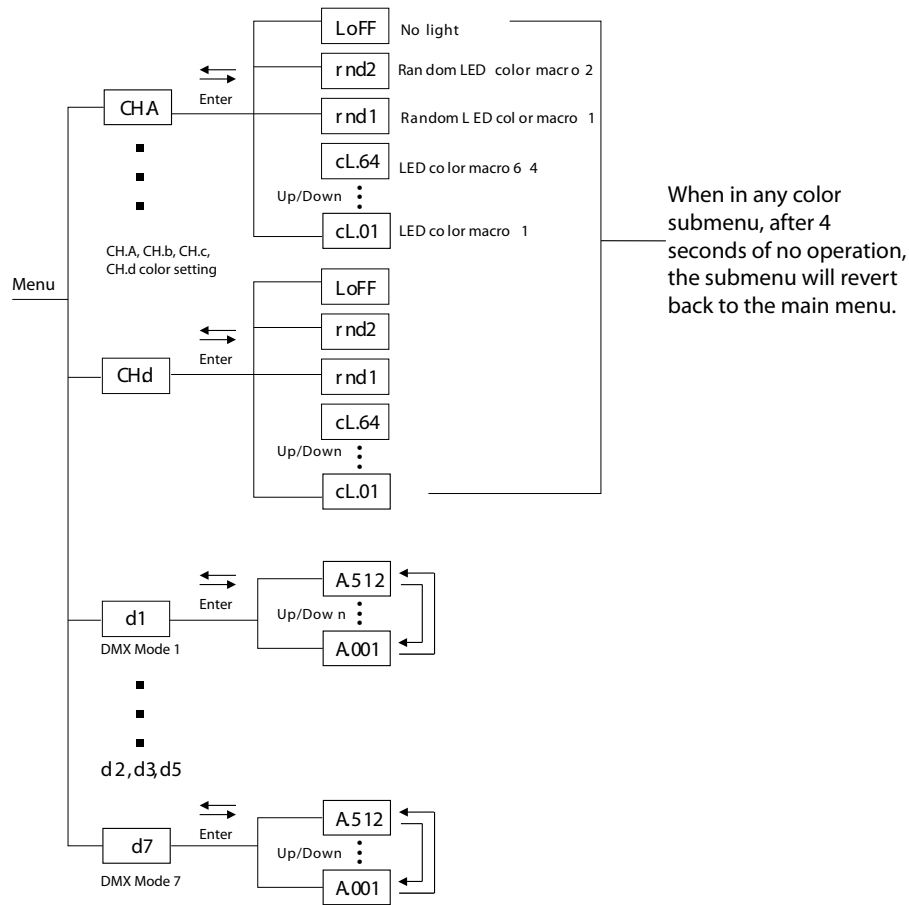 LoFF No light
rnd2 Random LED color macro 2
Enter
CH.A
rnd1 Random LED color macro 1
cL.64 LED color macro 64
Up/Down
cL.01 LED color macro 1
CH.A, CH.b, CH.c,
CH.d color setting
When in any color
submenu, after 4
seconds of no operation,
the submenu will revert
back to the main menu.
Menu
LoFF
rnd2
Enter
CHd
rnd1
cL.64
Up/Down
cL.01
A.512
Enter
d1
Up/Down
DMX Mode 1
A.001
d2,d3,d5
A.512
Enter
d7
Up/Down
DMX Mode 7
A.001